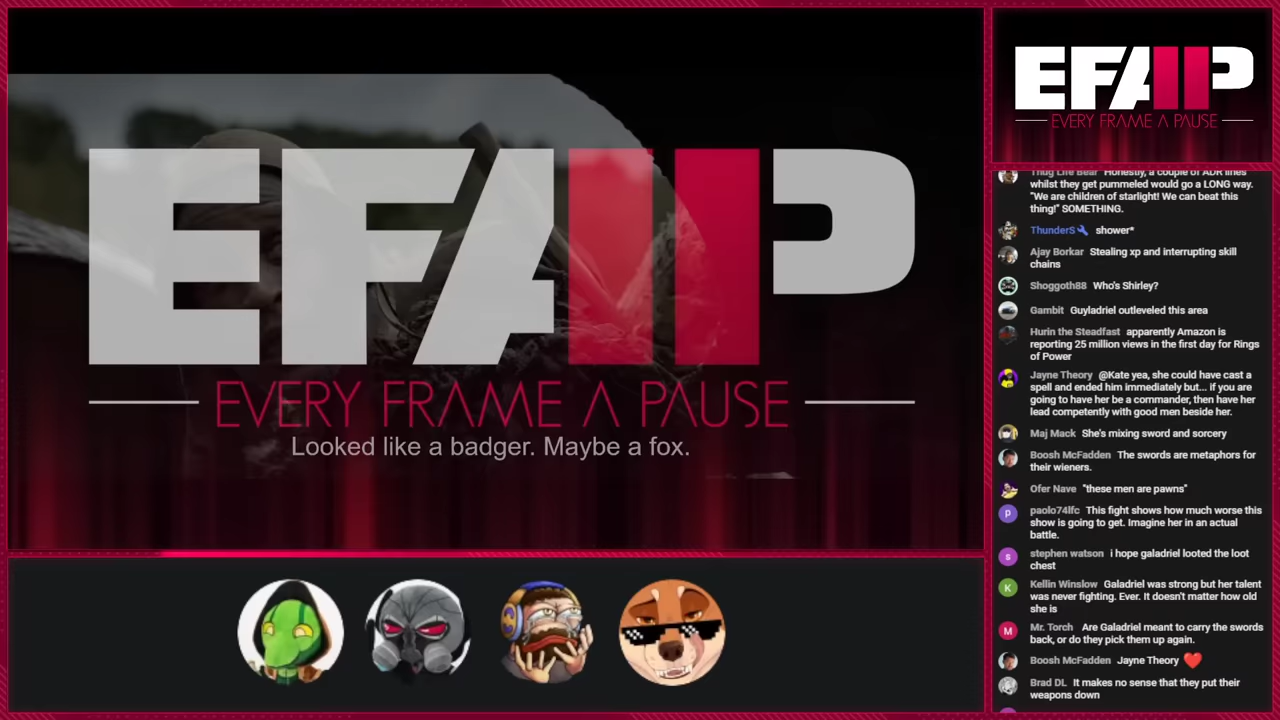 EFAP
EVERY FRAME A PAUSE
Looked like a badger. Maybe a fox.
EFAP
EVERY FRAME A PAUSE
Thug Life Bear Honestly, a couple of ADR lines
whilst they get pummeled would go a LONG way.
"We are children of starlight! We can beat this
thing!" SOMETHING.
ThunderS shower*
Ajay Borkar Stealing xp and interrupting skill
chains
Shoggoth88 Who's Shirley?
Gambit Guyladriel outleveled this area
Hurin the Steadfast apparently Amazon is
reporting 25 million views in the first day for Rings
of Power
Jayne Theory @Kate yea, she could have cast a
spell and ended him immediately but... if you are
going to have her be a commander, then have her
lead competently with good men beside her.
Maj Mack She's mixing sword and sorcery
Boosh McFadden The swords are metaphors for
their wieners.
Ofer Nave "these men are pawns"
P
paolo74lfc This fight shows how much worse this
show is going to get. Imagine her in an actual
battle.
s
stephen watson i hope galadriel looted the loot
chest
K
Kellin Winslow Galadriel was strong but her talent
was never fighting. Ever. It doesn't matter how old
she is
M
Mr. Torch Are Galadriel meant to carry the swords
back, or do they pick them up again.
Boosh McFadden Jayne Theory ❤️
Brad DL It makes no sense that they put their
weapons down